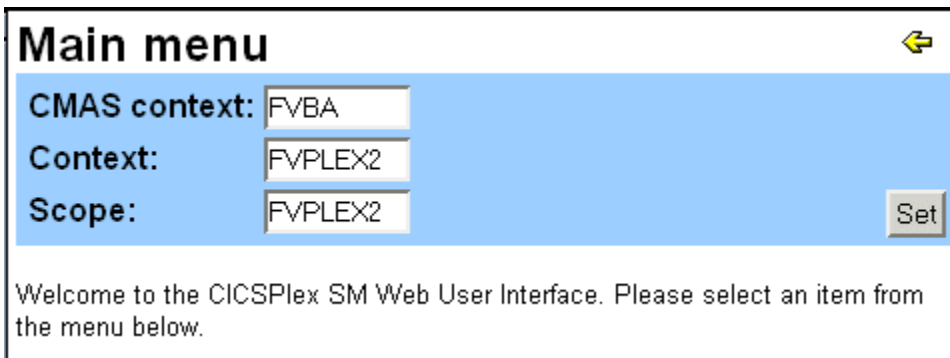 Main menu
CMAS context: FVBA
Context: FVPLEX2
Scope: FVPLEX2
Set
Welcome to the CICSPlex SM Web User Interface. Please select an item from
the menu below.